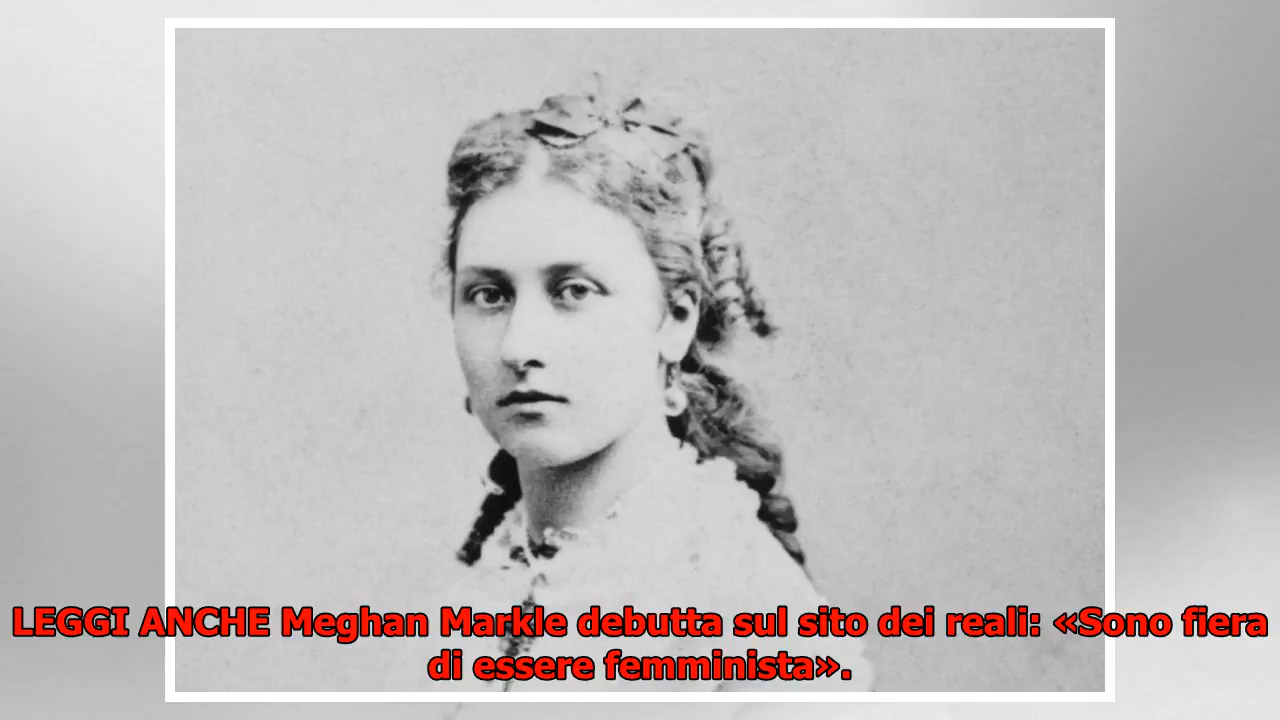 LEGGI ANCHE Meghan Markle debutta sul sito dei reali: «Sono fiera
di essere femminista».